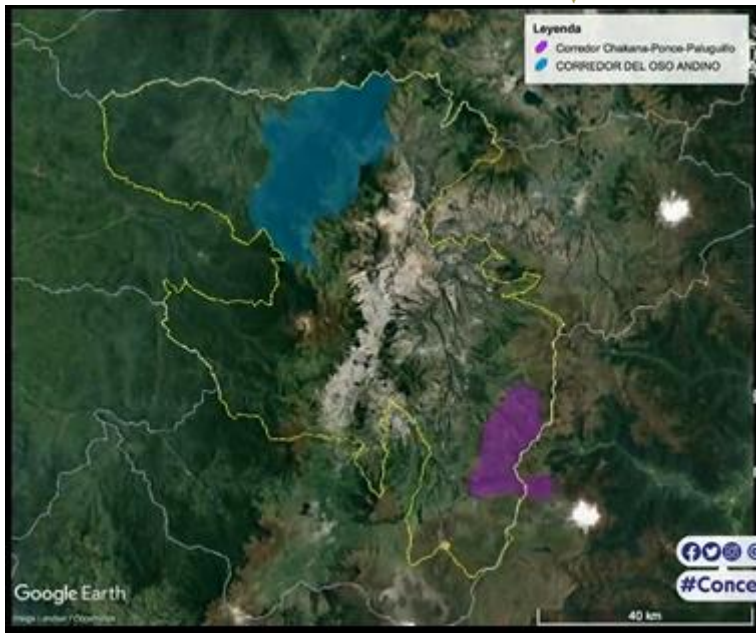 Leyenda
Corredor Chakana-Ponce-Paluguillo
CORREDOR DEL OSO ANDINO
#Conce
Google Earth
40 km